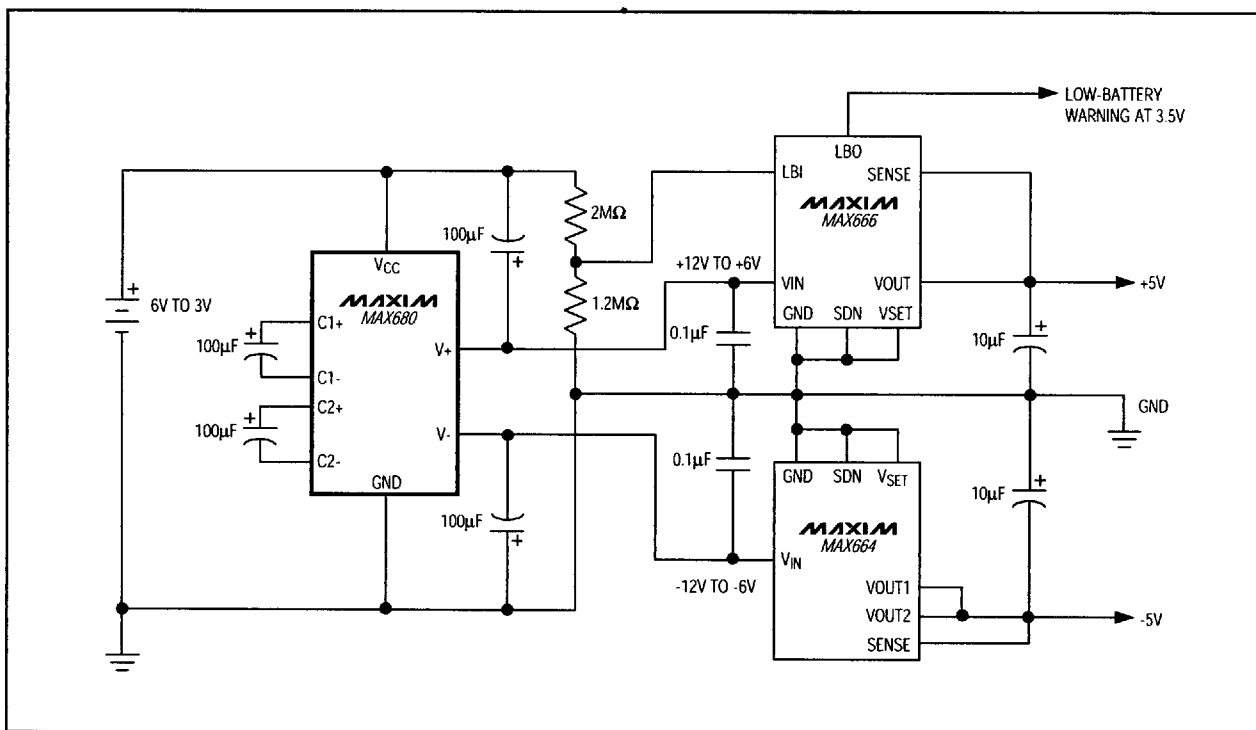 LOW-BATTERY
WARNING AT 3.5V
LBO
LBI
SENSE
MAXIM
MAX666
2MΩ
100µF
+
VCC
+12V TO +6V
VIN
VOUT
+5V
+
6V TO 3V
MAXIM
MAX680
1.2MΩ
GND
SDN
VSET
+
C1+
100µF
V+
0.1µF
10µF
+
C1-
+
C2+
GND
100µF
V-
0.1µF
GND
SDN
VSET
+
C2-
GND
10µF
100µF
+
MAXIM
MAX664
VIN
-12V TO -6V
VOUT1
VOUT2
-5V
SENSE